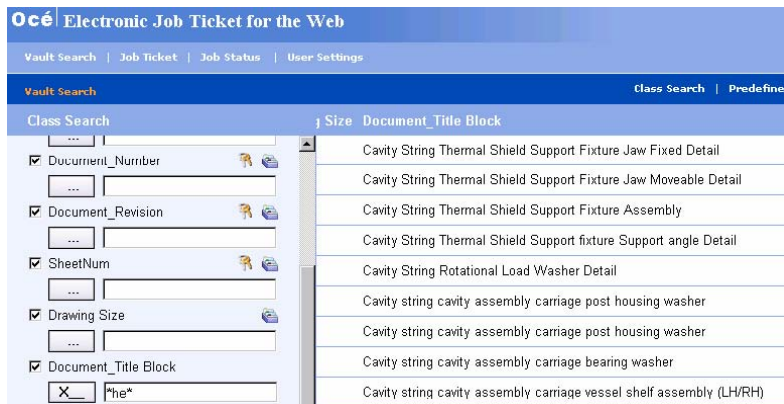 Océ Electronic Job Ticket for the Web
Vault Search | Job Ticket | Job Status | User Settings
Vault Search
Class Search | Predefine
Class Search
Size Document_Title Block
...
Document_Number
...
Document_Revision
...
SheetNum
...
Drawing Size
...
Document_Title Block
X__ *he*
Cavity String Thermal Shield Support Fixture Jaw Fixed Detail
Cavity String Thermal Shield Support Fixture Jaw Moveable Detail
Cavity String Thermal Shield Support Fixture Assembly
Cavity String Thermal Shield Support fixture Support angle Detail
Cavity String Rotational Load Washer Detail
Cavity string cavity assembly carriage post housing washer
Cavity string cavity assembly carriage post housing washer
Cavity string cavity assembly carriage bearing washer
Cavity string cavity assembly carriage vessel shelf assembly (LH/RH)